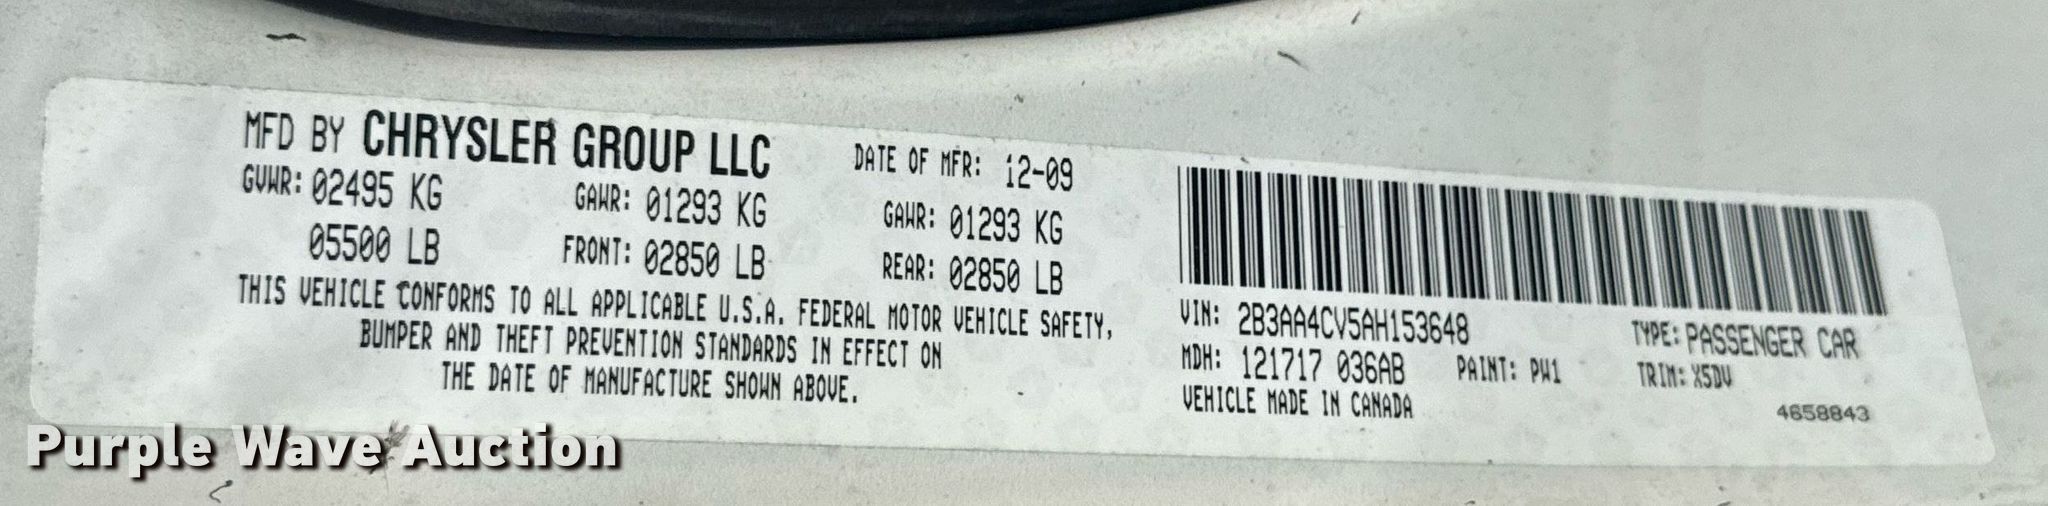 MFD BY CHRYSLER GROUP LLC DATE OF MFR: 12-09
GVWR: 02495 KG GAWR: 01293 KG GAWR: 01293 KG
05500 LB FRONT: 02850 LB REAR: 02850 LB
THIS VEHICLE CONFORMS TO ALL APPLICABLE U.S.A. FEDERAL MOTOR VEHICLE SAFETY,
BUMPER AND THEFT PREVENTION STANDARDS IN EFFECT ON
THE DATE OF MANUFACTURE SHOWN ABOVE.
VIN: 2B3AA4CV5AH153648 TYPE: PASSENGER CAR
MDH: 121717 036AB PAINT: PW1 TRIM: X5DV
VEHICLE MADE IN CANADA
4658843
Purple Wave Auction